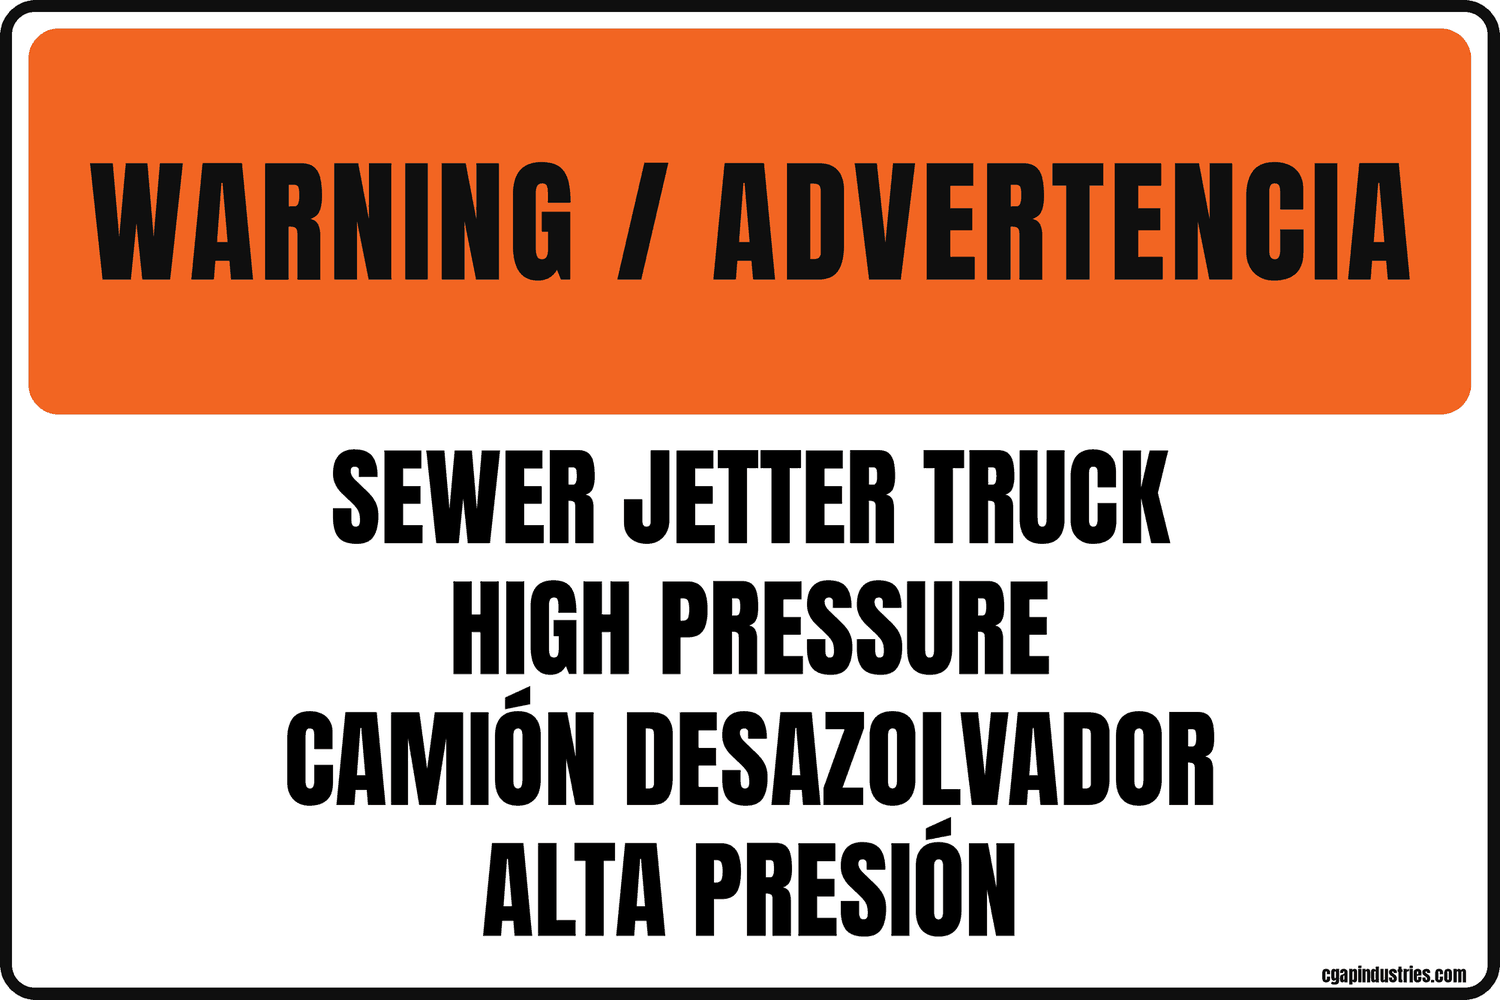 WARNING / ADVERTENCIA
SEWER JETTER TRUCK
HIGH PRESSURE
CAMIÓN DESAZOLVADOR
ALTA PRESIÓN
cgapindustries.com